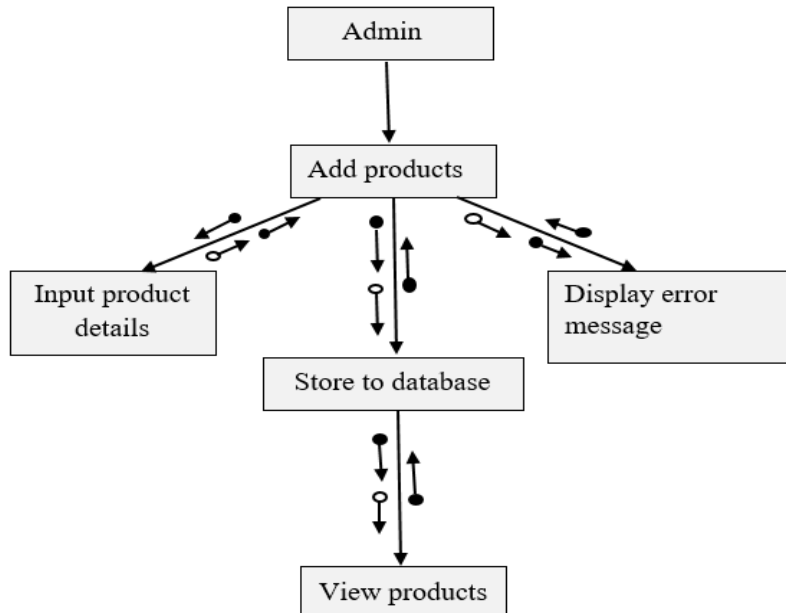 Admin
Add products
Input product
details
Display error
message
Store to database
View products